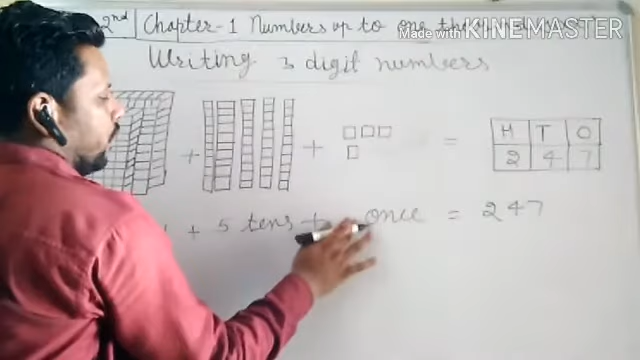 2nd Chapter-1 Numbers up to one
Made with KINEMASTER
Writing 3 digit numbers
+ + = H T O
2 4 7
+ 5 tens + once = 247